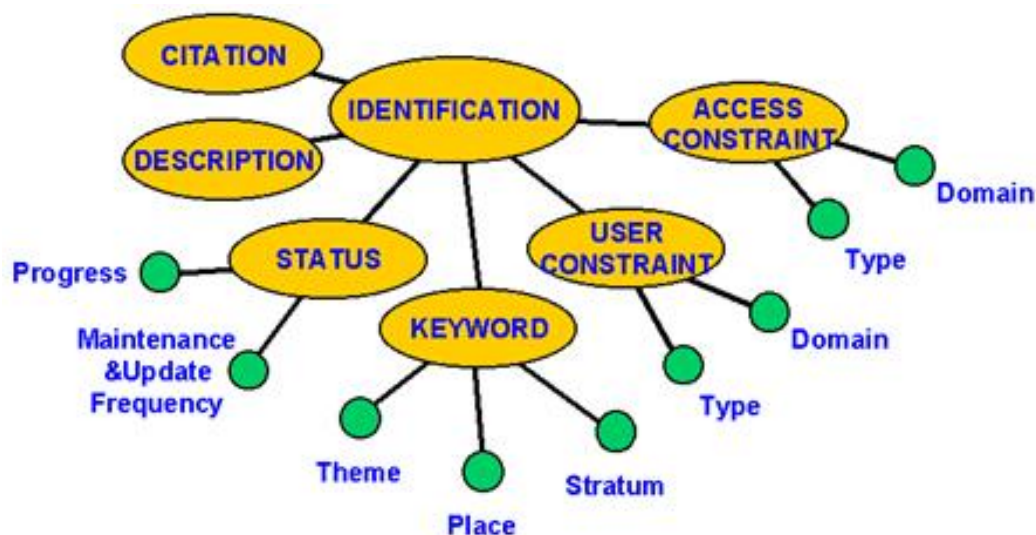 CITATION
IDENTIFICATION
ACCESS
CONSTRAINT
DESCRIPTION
Domain
USER
CONSTRAINT
STATUS
Type
Progress
KEYWORD
Domain
Maintenance
&Update
Frequency
Type
Theme
Stratum
Place